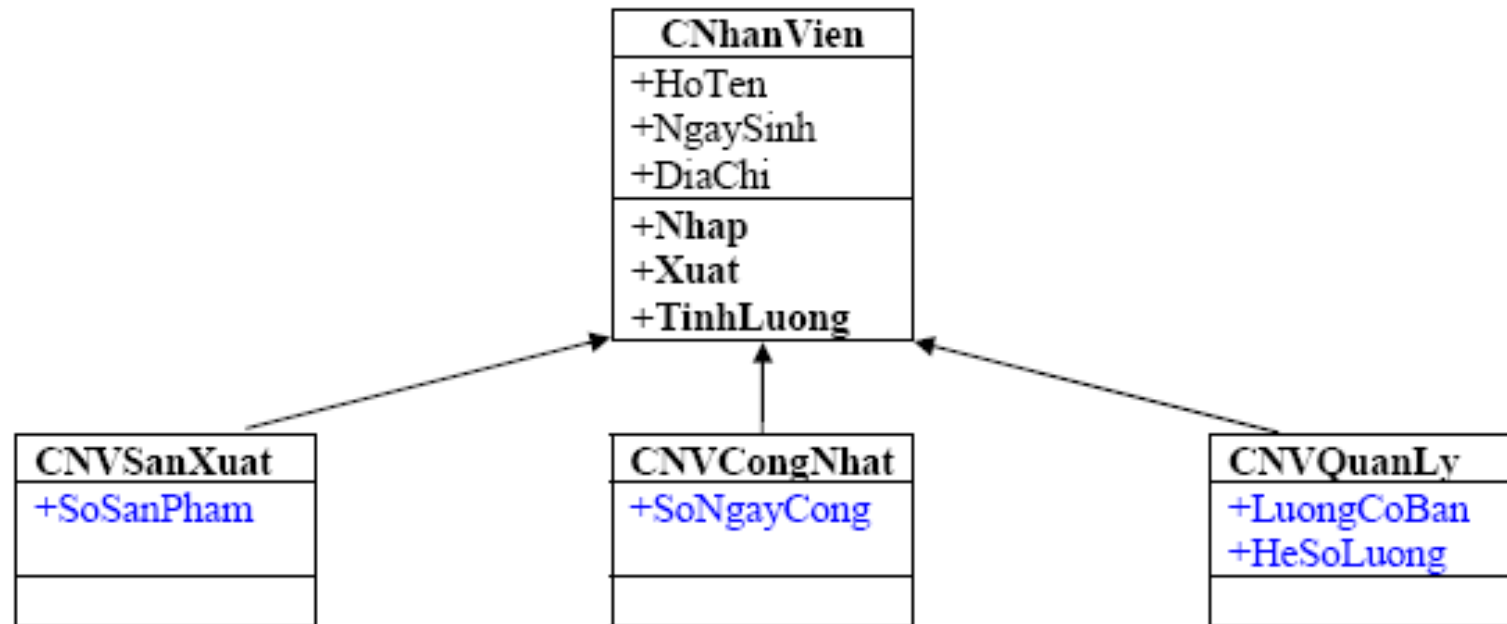 CNhanVien
+HoTen
+NgaySinh
+DiaChi
+Nhap
+Xuat
+TinhLuong
CNVSanXuat
+SoSanPham
CNVCongNhat
+SoNgayCong
CNVQuanLy
+LuongCoBan
+HeSoLuong